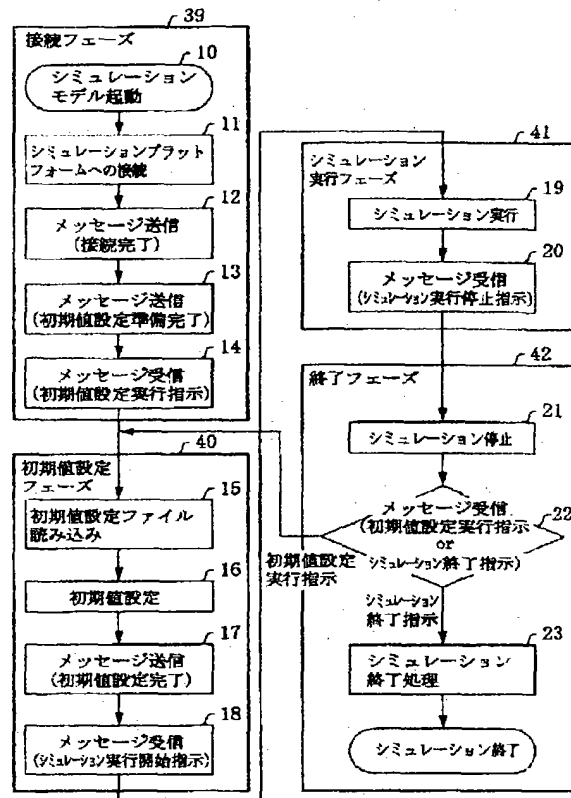 39
接続フェーズ
10
シミュレーション
モデル起動
11
シミュレーションプラット
フォームへの接続
12
メッセージ送信
(接続完了)
13
メッセージ送信
(初期値設定準備完了)
14
メッセージ受信
(初期値設定実行指示)
40
初期値設定
フェーズ
15
初期値設定ファイル
読み込み
16
初期値設定
17
メッセージ送信
(初期値設定完了)
18
メッセージ受信
(シミュレーション実行開始指示)
41
シミュレーション
実行フェーズ
19
シミュレーション実行
20
メッセージ受信
(シミュレーション実行停止指示)
42
終了フェーズ
21
シミュレーション停止
22
メッセージ受信
(初期値設定実行指示
or
シミュレーション終了指示)
初期値設定
実行指示
シミュレーション
終了指示
23
シミュレーション
終了処理
シミュレーション終了